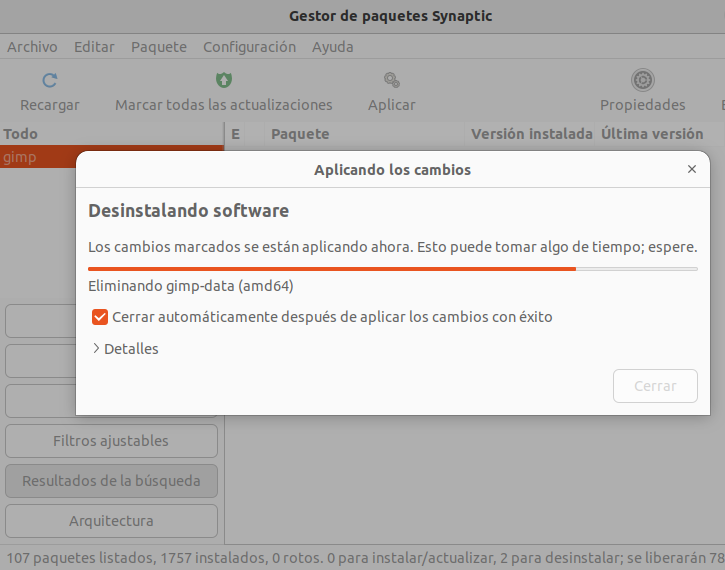 Gestor de paquetes Synaptic
Archivo Editar Paquete Configuración Ayuda
Recargar Marcar todas las actualizaciones Aplicar Propiedades
Todo E Paquete Versión instalada Última versión
gimp
Aplicando los cambios
Desinstalando software
Los cambios marcados se están aplicando ahora. Esto puede tomar algo de tiempo; espere.
Eliminando gimp-data (amd64)
Cerrar automáticamente después de aplicar los cambios con éxito
Detalles
Cerrar
Filtros ajustables
Resultados de la búsqueda
Arquitectura
107 paquetes listados, 1757 instalados, 0 rotos. 0 para instalar/actualizar, 2 para desinstalar; se liberarán 78